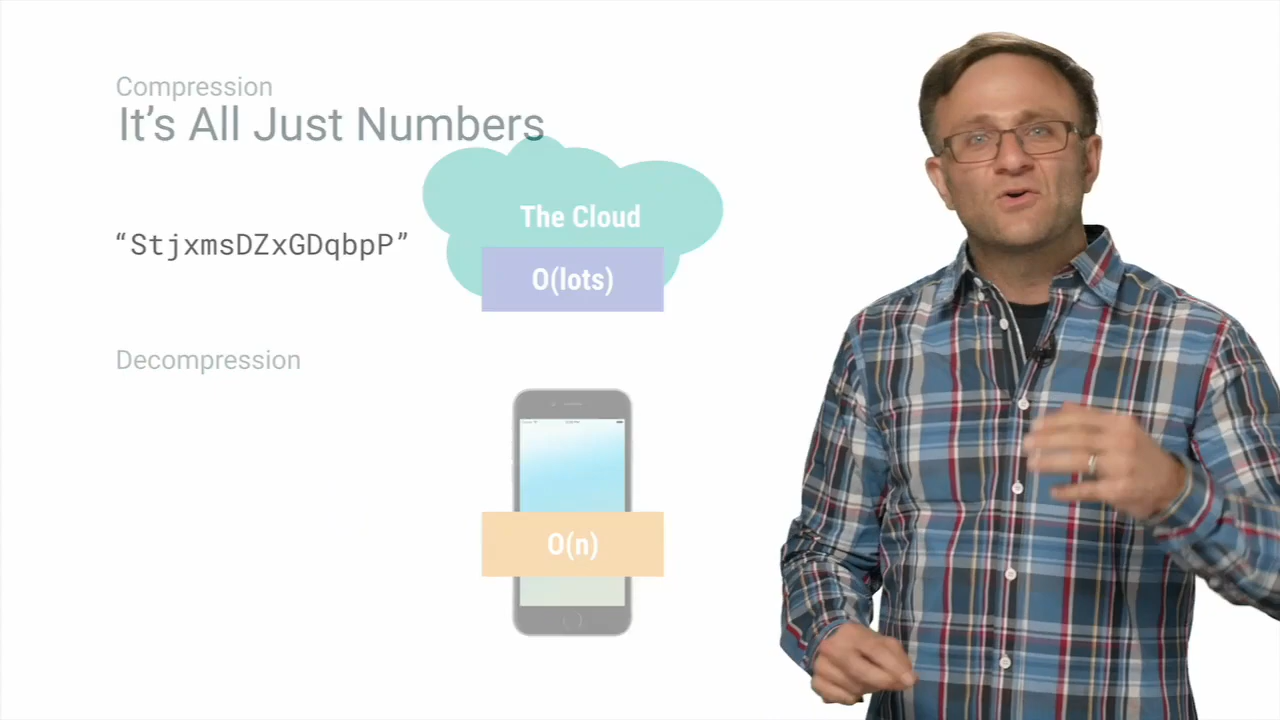 Compression
It’s All Just Numbers
The Cloud
“StjxmsDZxGDqbpP”
O(lots)
Decompression
O(n)